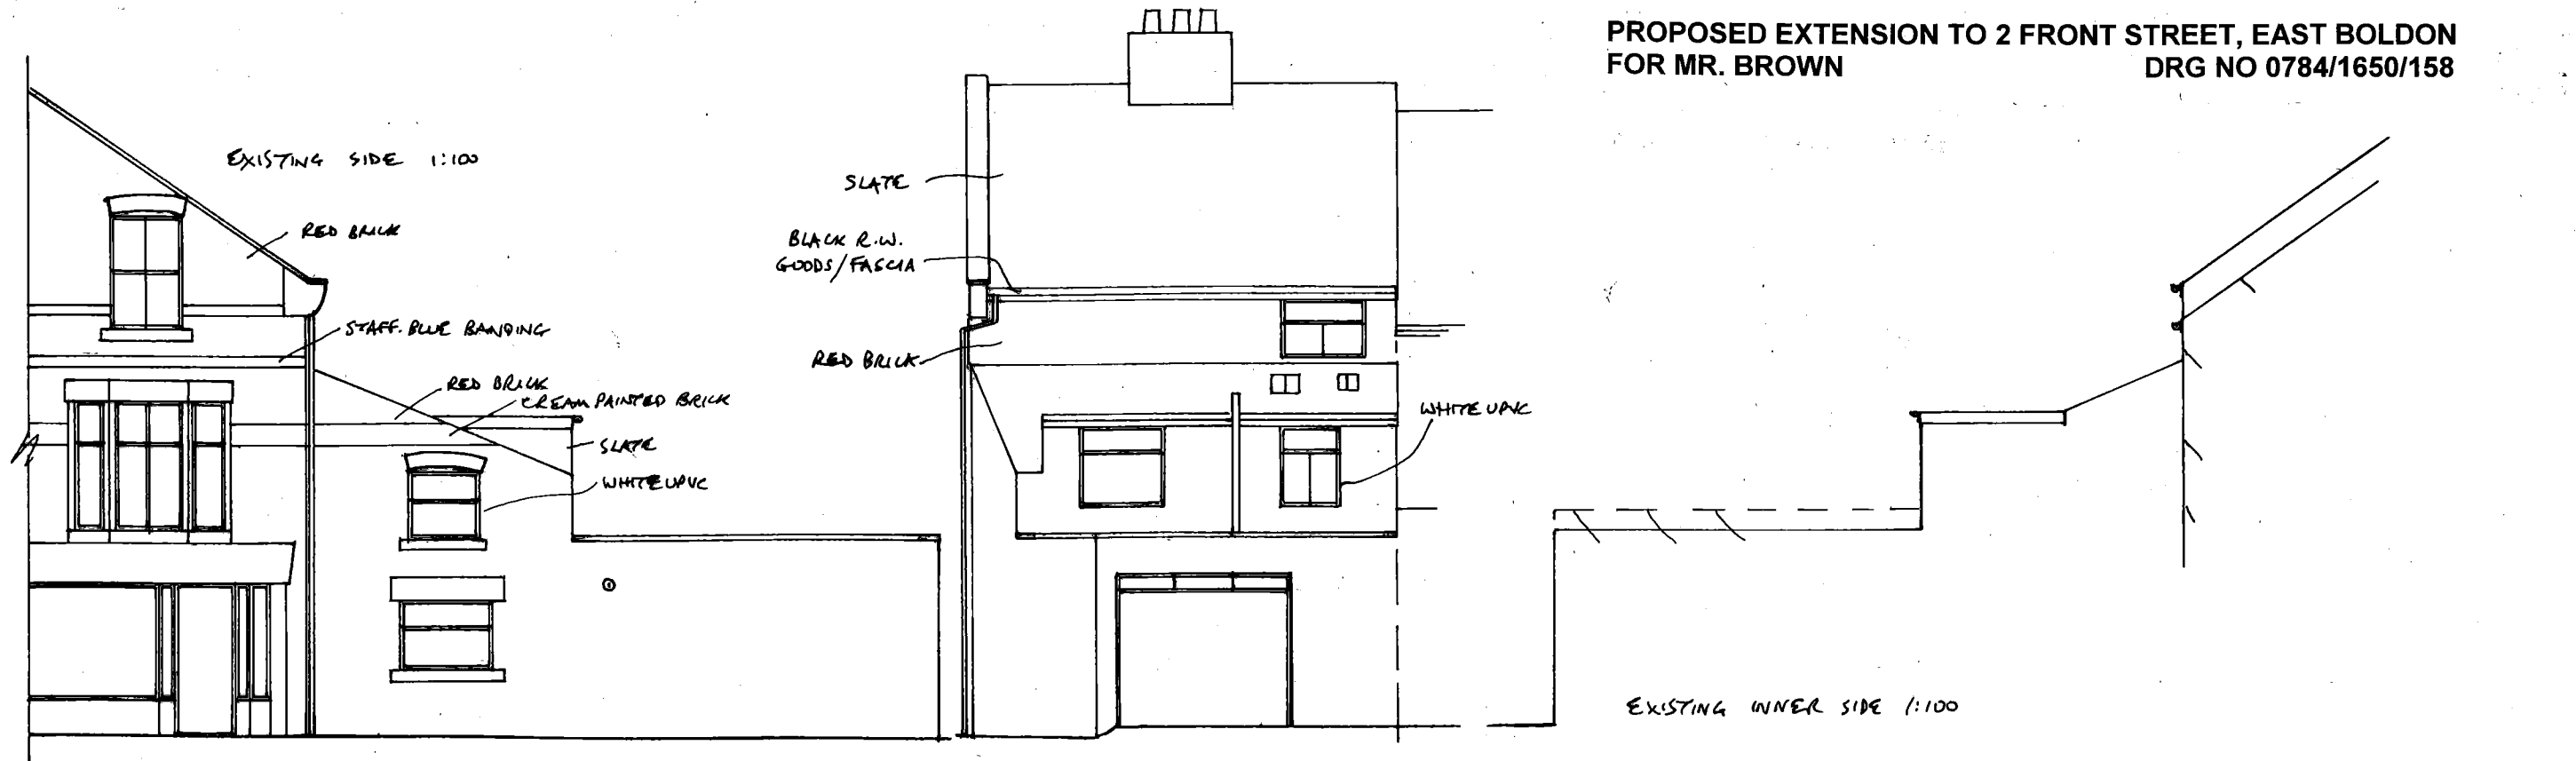 PROPOSED EXTENSION TO 2 FRONT STREET, EAST BOLDON
FOR MR. BROWN DRG NO 0784/1650/158
EXISTING SIDE 1:100
RED BRICK
STAFF. BLUE BANDING
RED BRICK
CREAM PAINTED BRICK
SLATE
WHITE UPVC
SLATE
BLACK R.W.
GOODS/FASCIA
RED BRICK
WHITE UPVC
EXISTING INNER SIDE 1:100